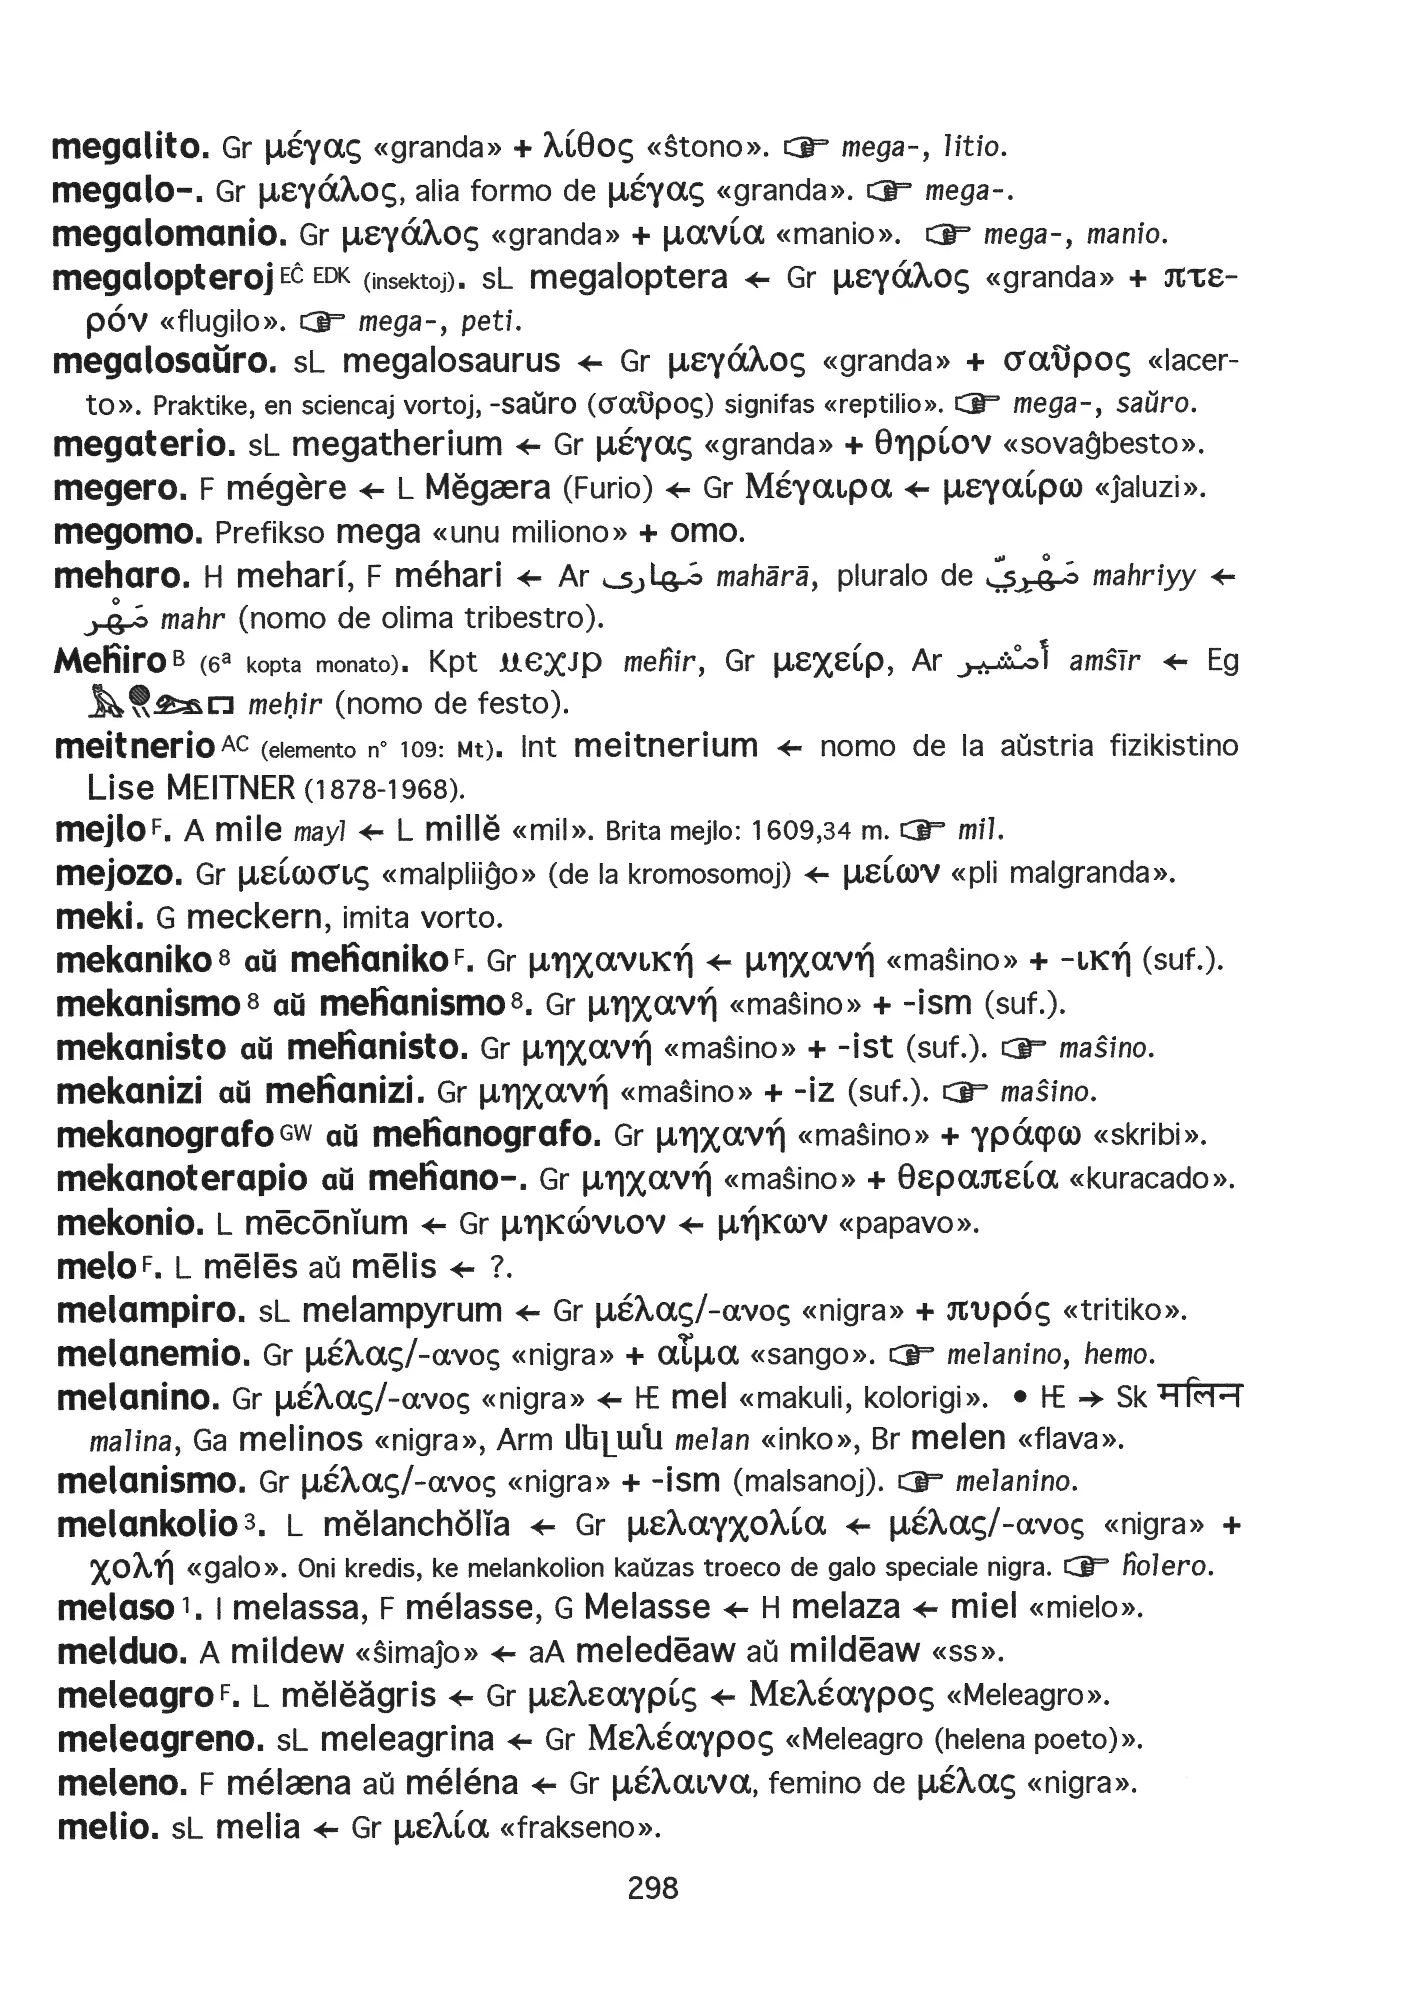 megalito. Gr μέγας «granda» + λίθος «ŝtono». ☞ mega-, litio.
megalo-. Gr μεγάλος, alia formo de μέγας «granda». ☞ mega-.
megalomanio. Gr μεγάλος «granda» + μανία «manio». ☞ mega-, manio.
megalopteroj EĈ EDK (insektoj). sL megaloptera ← Gr μεγάλος «granda» + πτε-
ρόν «flugilo». ☞ mega-, peti.
megalosaŭro. sL megalosaurus ← Gr μεγάλος «granda» + σαῦρος «lacer-
to». Praktike, en sciencaj vortoj, -saŭro (σαῦρος) signifas «reptilio». ☞ mega-, saŭro.
megaterio. sL megatherium ← Gr μέγας «granda» + θηρίον «sovaĝbesto».
megero. F mégère ← L Mĕgæra (Furio) ← Gr Μέγαιρα ← μεγαίρω «ĵaluzi».
megomo. Prefikso mega «unu miliono» + omo.
meharo. H meharí, F méhari ← Ar مَهارى mahārā, pluralo de مَهْرِيّ mahriyy ←
مَهْر mahr (nomo de olima tribestro).
Meĥiro B (6ª kopta monato). Kpt ⲙⲉⲭⲓⲣ meĥir, Gr μεχείρ, Ar أَمْشير amŝīr ← Eg
meḥir (nomo de festo).
meitnerio AC (elemento n° 109: Mt). Int meitnerium ← nomo de la aŭstria fizikistino
Lise MEITNER (1878-1968).
mejlo F. A mile mayl ← L millĕ «mil». Brita mejlo: 1609,34 m. ☞ mil.
mejozo. Gr μείωσις «malpliiĝo» (de la kromosomoj) ← μείων «pli malgranda».
meki. G meckern, imita vorto.
mekaniko 8 aŭ meĥaniko F. Gr μηχανική ← μηχανή «maŝino» + -ική (suf.).
mekanismo 8 aŭ meĥanismo 8. Gr μηχανή «maŝino» + -ism (suf.).
mekanisto aŭ meĥanisto. Gr μηχανή «maŝino» + -ist (suf.). ☞ maŝino.
mekanizi aŭ meĥanizi. Gr μηχανή «maŝino» + -iz (suf.). ☞ maŝino.
mekanografo GW aŭ meĥanografo. Gr μηχανή «maŝino» + γράφω «skribi».
mekanoterapio aŭ meĥano-. Gr μηχανή «maŝino» + θεραπεία «kuracado».
mekonio. L mēcōnĭum ← Gr μηκώνιον ← μήκων «papavo».
melo F. L mēlēs aŭ mēlis ← ?.
melampiro. sL melampyrum ← Gr μέλας/-ανος «nigra» + πυρός «tritiko».
melanemio. Gr μέλας/-ανος «nigra» + αἷμα «sango». ☞ melanino, hemo.
melanino. Gr μέλας/-ανος «nigra» ← HE mel «makuli, kolorigi». • HE → Sk मलिन
malina, Ga melinos «nigra», Arm մելան melan «inko», Br melen «flava».
melanismo. Gr μέλας/-ανος «nigra» + -ism (malsanoj). ☞ melanino.
melankolio 3. L mĕlanchŏlĭa ← Gr μελαγχολία ← μέλας/-ανος «nigra» +
χολή «galo». Oni kredis, ke melankolion kaŭzas troeco de galo speciale nigra. ☞ ĥolero.
melaso 1. I melassa, F mélasse, G Melasse ← H melaza ← miel «mielo».
melduo. A mildew «ŝimaĵo» ← aA meledēaw aŭ mildēaw «ss».
meleagro F. L mĕlĕăgris ← Gr μελεαγρίς ← Μελέαγρος «Meleagro».
meleagreno. sL meleagrina ← Gr Μελέαγρος «Meleagro (helena poeto)».
meleno. F mélæna aŭ méléna ← Gr μέλαινα, femino de μέλας «nigra».
melio. sL melia ← Gr μελία «frakseno».
298